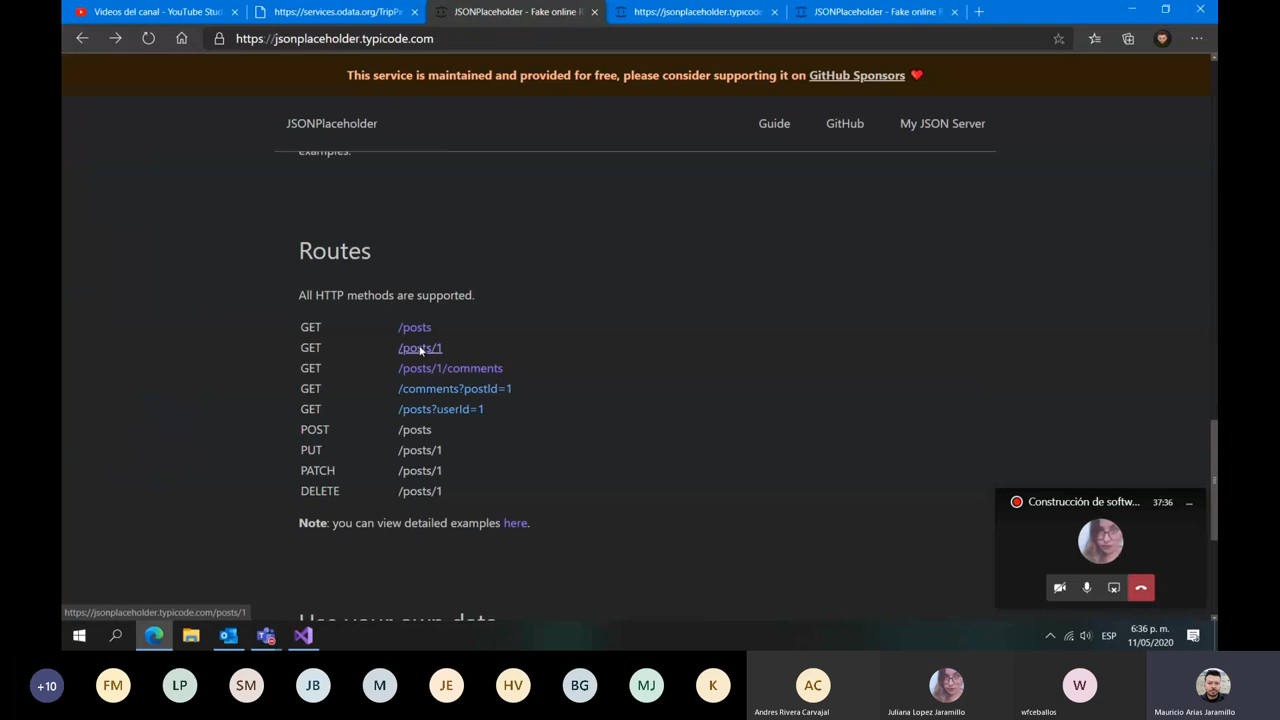 Videos del canal - YouTube Stud
https://services.odata.org/TripPi
JSONPlaceholder - Fake online R
https://jsonplaceholder.typicode
JSONPlaceholder - Fake online R
https://jsonplaceholder.typicode.com
This service is maintained and provided for free, please consider supporting it on GitHub Sponsors
JSONPlaceholder
Guide
GitHub
My JSON Server
examples.
Routes
All HTTP methods are supported.
GET /posts
GET /posts/1
GET /posts/1/comments
GET /comments?postId=1
GET /posts?userId=1
POST /posts
PUT /posts/1
PATCH /posts/1
DELETE /posts/1
Note: you can view detailed examples here.
Use your own data
Construcción de softw...
37:36
https://jsonplaceholder.typicode.com/posts/1
ESP
6:36 p. m.
11/05/2020
+10
FM
LP
SM
JB
M
JE
HV
BG
MJ
K
AC
W
Andres Rivera Carvajal
Juliana Lopez Jaramillo
wfceballos
Mauricio Arias Jaramillo